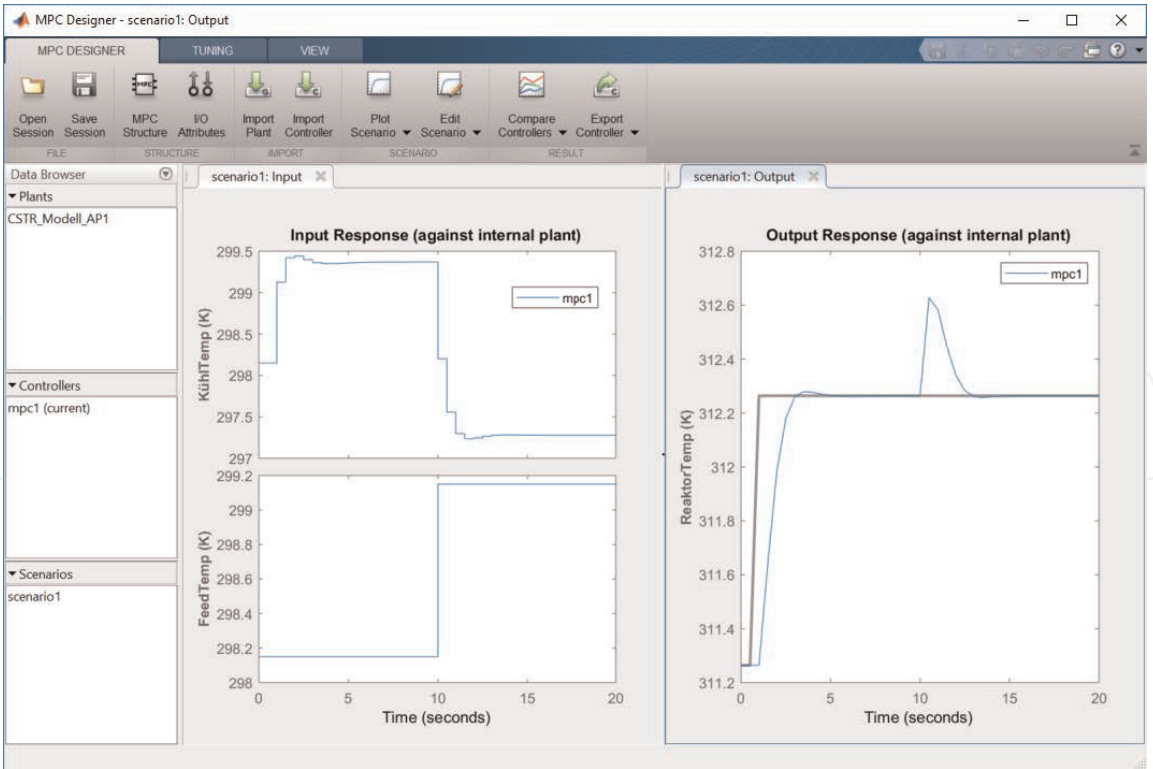 MPC Designer - scenario1: Output
MPC DESIGNER
TUNING
VIEW
Open Session
Save Session
MPC Structure
I/O Attributes
Import Plant
Import Controller
Plot Scenario
Edit Scenario
Compare Controllers
Export Controller
FILE
STRUCTURE
IMPORT
SCENARIO
RESULT
Data Browser
Plants
CSTR_Modell_AP1
Controllers
mpc1 (current)
Scenarios
scenario1
scenario1: Input
Input Response (against internal plant)
299.5
299
298.5
298
297.5
297
KühlTemp (K)
mpc1
299.2
299
298.8
298.6
298.4
298.2
298
FeedTemp (K)
0
5
10
15
20
Time (seconds)
scenario1: Output
Output Response (against internal plant)
312.8
312.6
312.4
312.2
312
311.8
311.6
311.4
311.2
ReaktorTemp (K)
mpc1
0
5
10
15
20
Time (seconds)